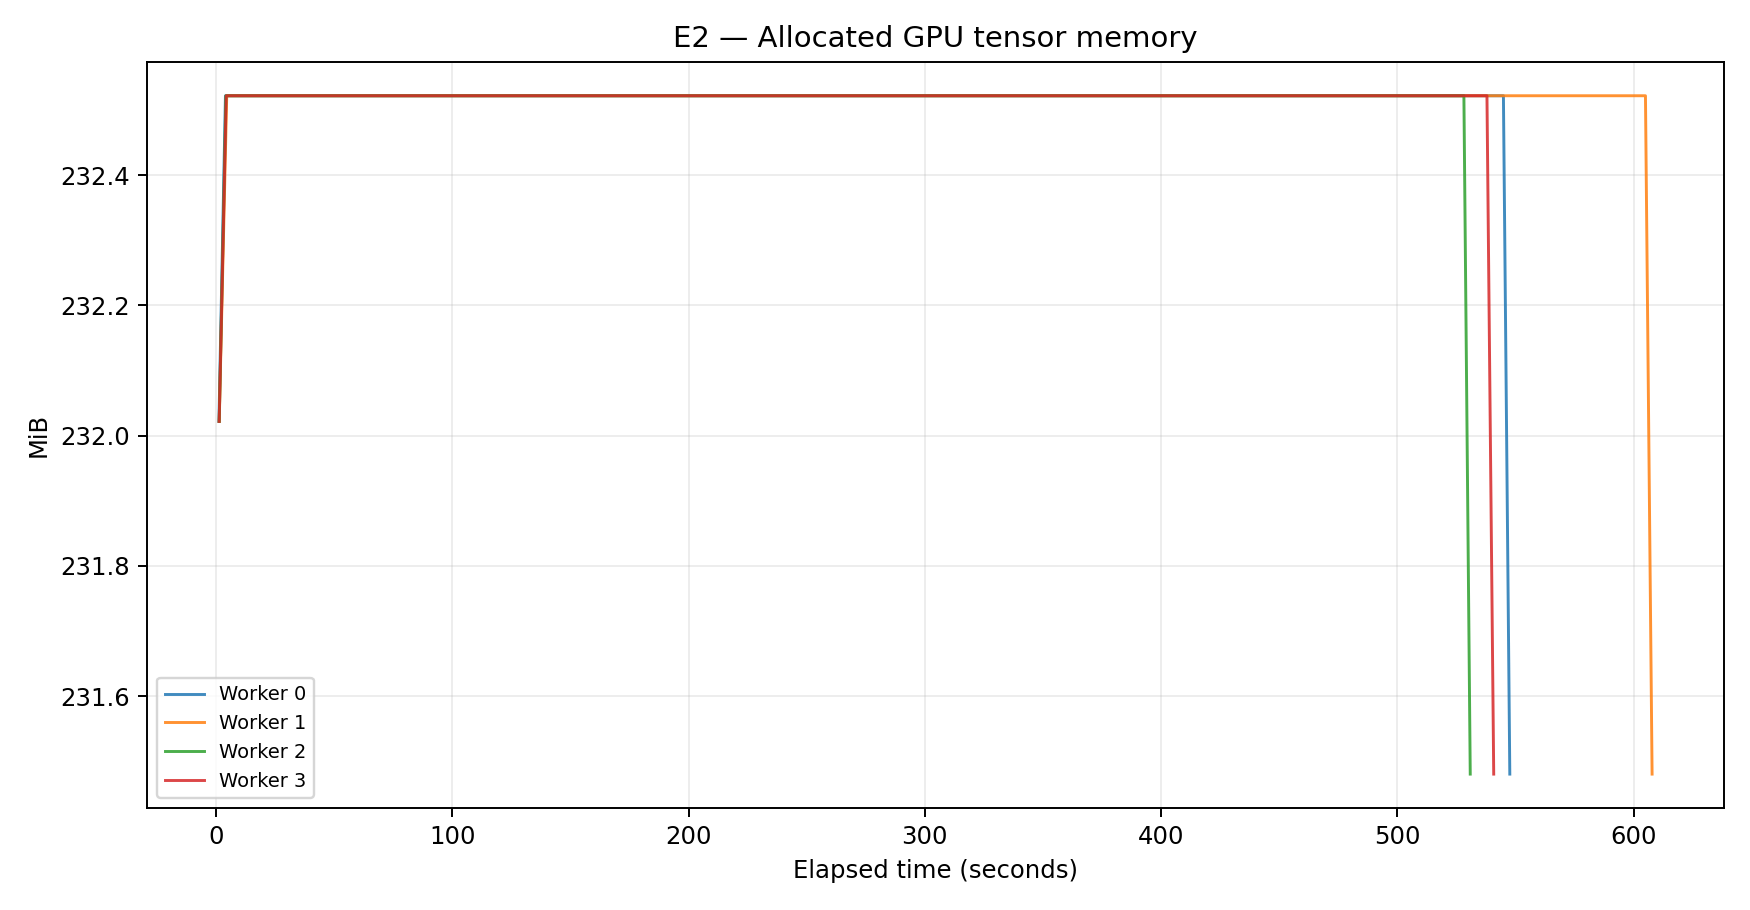 E2 — Allocated GPU tensor memory
MiB
232.4
232.2
232.0
231.8
231.6
Worker 0
Worker 1
Worker 2
Worker 3
0 100 200 300 400 500 600
Elapsed time (seconds)